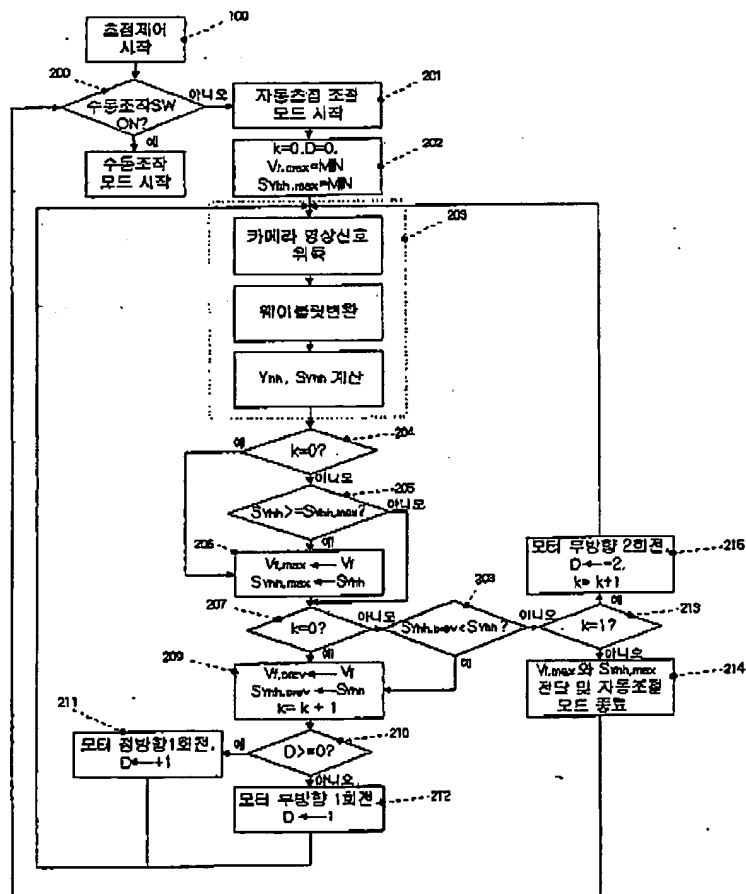 초점제어
시작
100
200
수동조작SW
ON?
아니오
예
수동조작
모드 시작
자동초점 조절
모드 시작
201
k=0.D=0,
Vf,max=MIN
SYhh,max=MIN
202
203
카메라 영상신호
취득
웨이블릿변환
Yhh, SYhh 계산
204
k=0?
예
아니오
205
SYhh>=SYhh,max?
아니오
예
206
Vf,max ← Vf
SYhh,max ← SYhh
207
k=0?
아니오
예
208
SYhh,prev<SYhh?
아니오
예
213
k=1?
예
아니오
모터 부방향 2회전,
D ← -2,
k= k+1
215
209
Vf,prev ← Vf
SYhh,prev ← SYhh
k= k + 1
Vf,max 와 SYhh,max
전달 및 자동조절
모드 종료
214
210
D>=0?
예
아니오
211
모터 정방향1회전,
D ← +1
모터 부방향 1회전
D ← -1
212